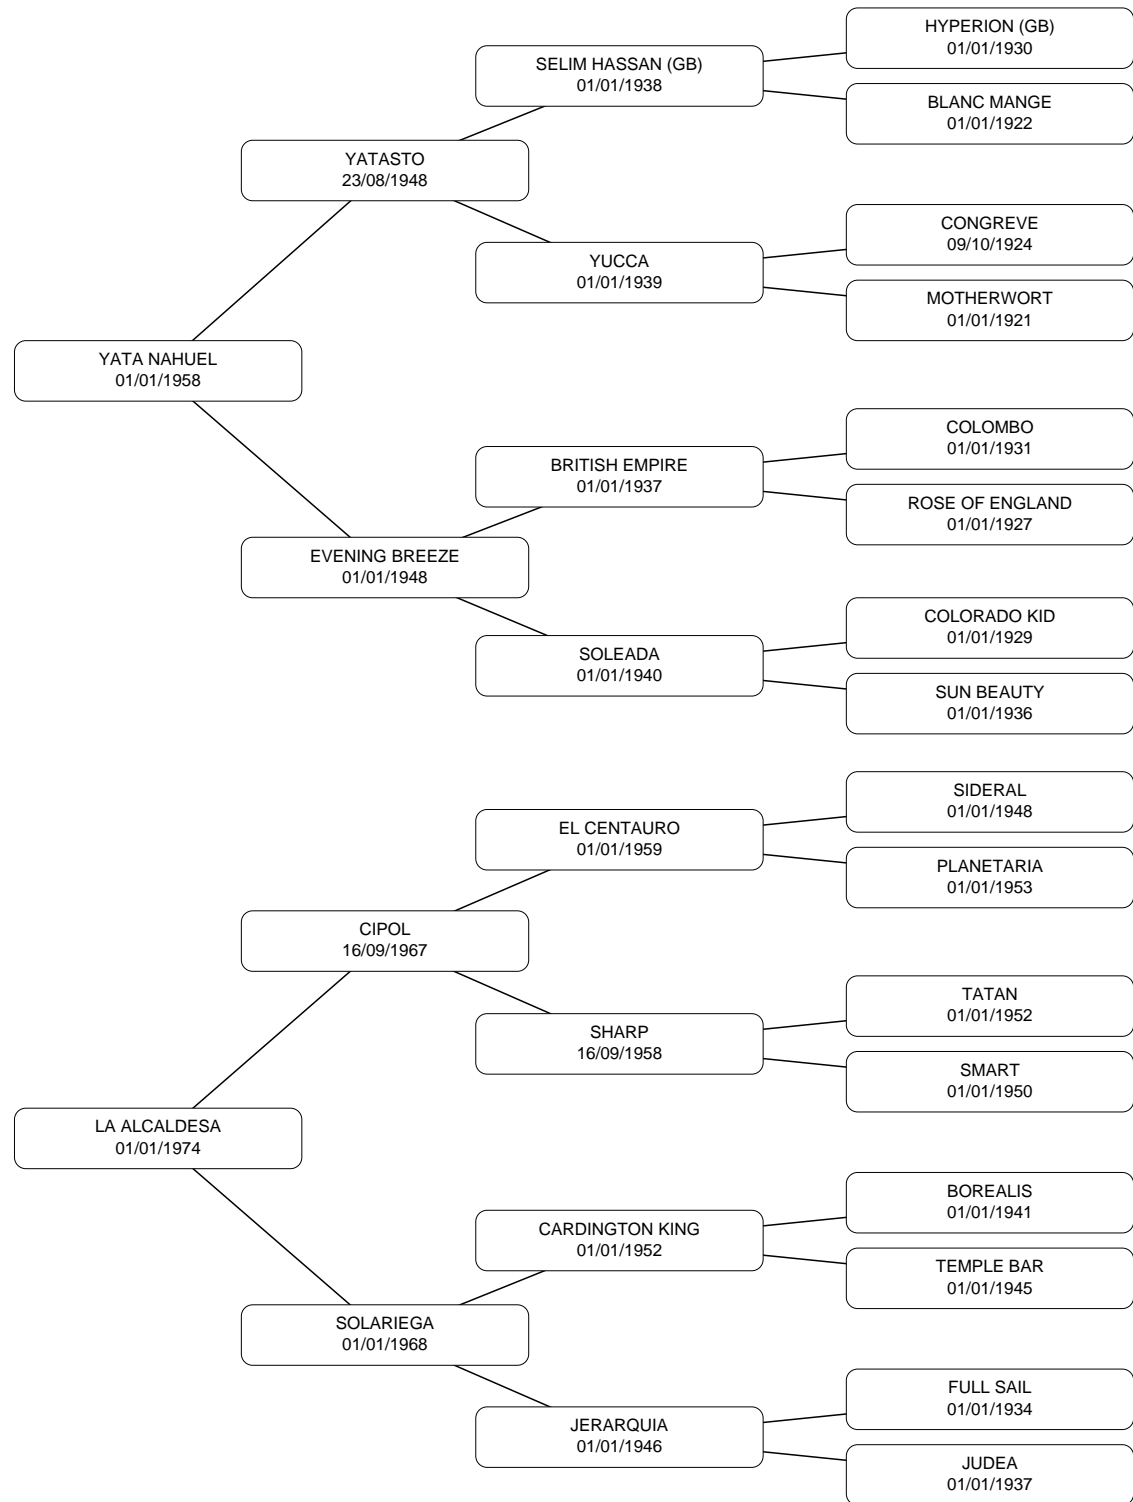 HYPERION (GB)
01/01/1930
SELIM HASSAN (GB)
01/01/1938
BLANC MANGE
01/01/1922
YATASTO
23/08/1948
CONGREVE
09/10/1924
YUCCA
01/01/1939
MOTHERWORT
01/01/1921
YATA NAHUEL
01/01/1958
COLOMBO
01/01/1931
BRITISH EMPIRE
01/01/1937
ROSE OF ENGLAND
01/01/1927
EVENING BREEZE
01/01/1948
COLORADO KID
01/01/1929
SOLEADA
01/01/1940
SUN BEAUTY
01/01/1936
SIDERAL
01/01/1948
EL CENTAURO
01/01/1959
PLANETARIA
01/01/1953
CIPOL
16/09/1967
TATAN
01/01/1952
SHARP
16/09/1958
SMART
01/01/1950
LA ALCALDESA
01/01/1974
BOREALIS
01/01/1941
CARDINGTON KING
01/01/1952
TEMPLE BAR
01/01/1945
SOLARIEGA
01/01/1968
FULL SAIL
01/01/1934
JERARQUIA
01/01/1946
JUDEA
01/01/1937